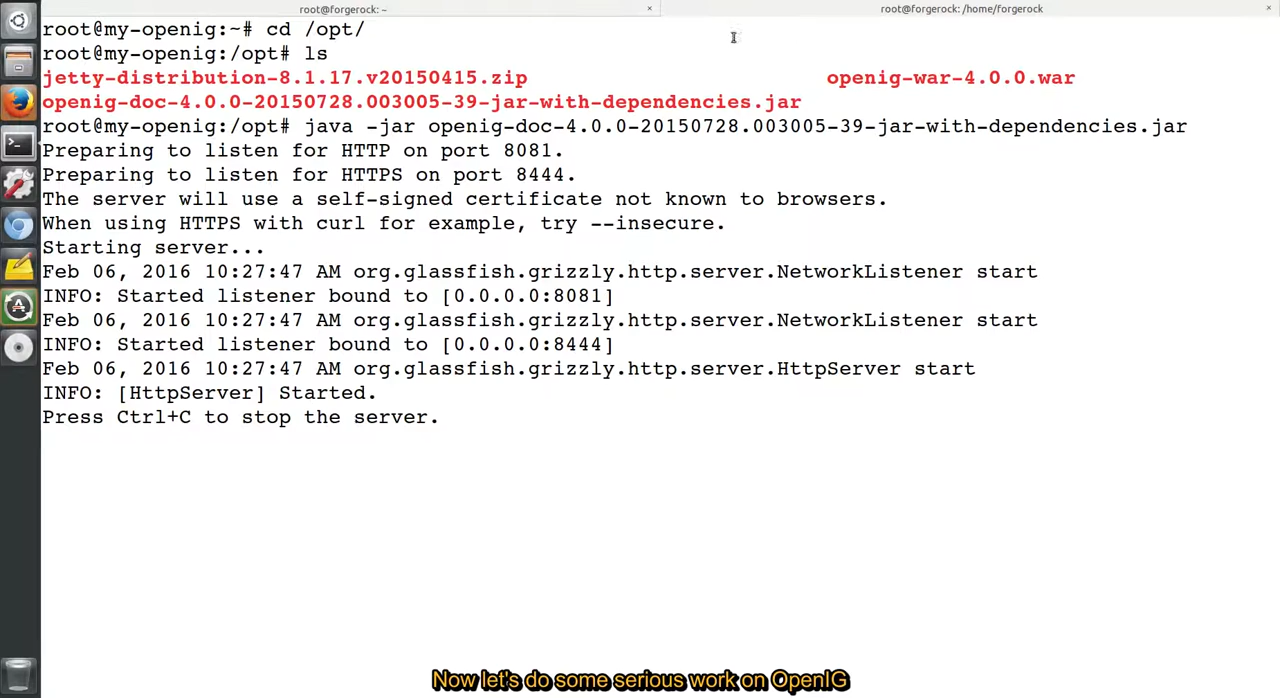 root@forgerock: ~ × root@forgerock: /home/forgerock ×
root@my-openig:~# cd /opt/
root@my-openig:/opt# ls
jetty-distribution-8.1.17.v20150415.zip openig-war-4.0.0.war
openig-doc-4.0.0-20150728.003005-39-jar-with-dependencies.jar
root@my-openig:/opt# java -jar openig-doc-4.0.0-20150728.003005-39-jar-with-dependencies.jar
Preparing to listen for HTTP on port 8081.
Preparing to listen for HTTPS on port 8444.
The server will use a self-signed certificate not known to browsers.
When using HTTPS with curl for example, try --insecure.
Starting server...
Feb 06, 2016 10:27:47 AM org.glassfish.grizzly.http.server.NetworkListener start
INFO: Started listener bound to [0.0.0.0:8081]
Feb 06, 2016 10:27:47 AM org.glassfish.grizzly.http.server.NetworkListener start
INFO: Started listener bound to [0.0.0.0:8444]
Feb 06, 2016 10:27:47 AM org.glassfish.grizzly.http.server.HttpServer start
INFO: [HttpServer] Started.
Press Ctrl+C to stop the server.
Now let's do some serious work on OpenIG